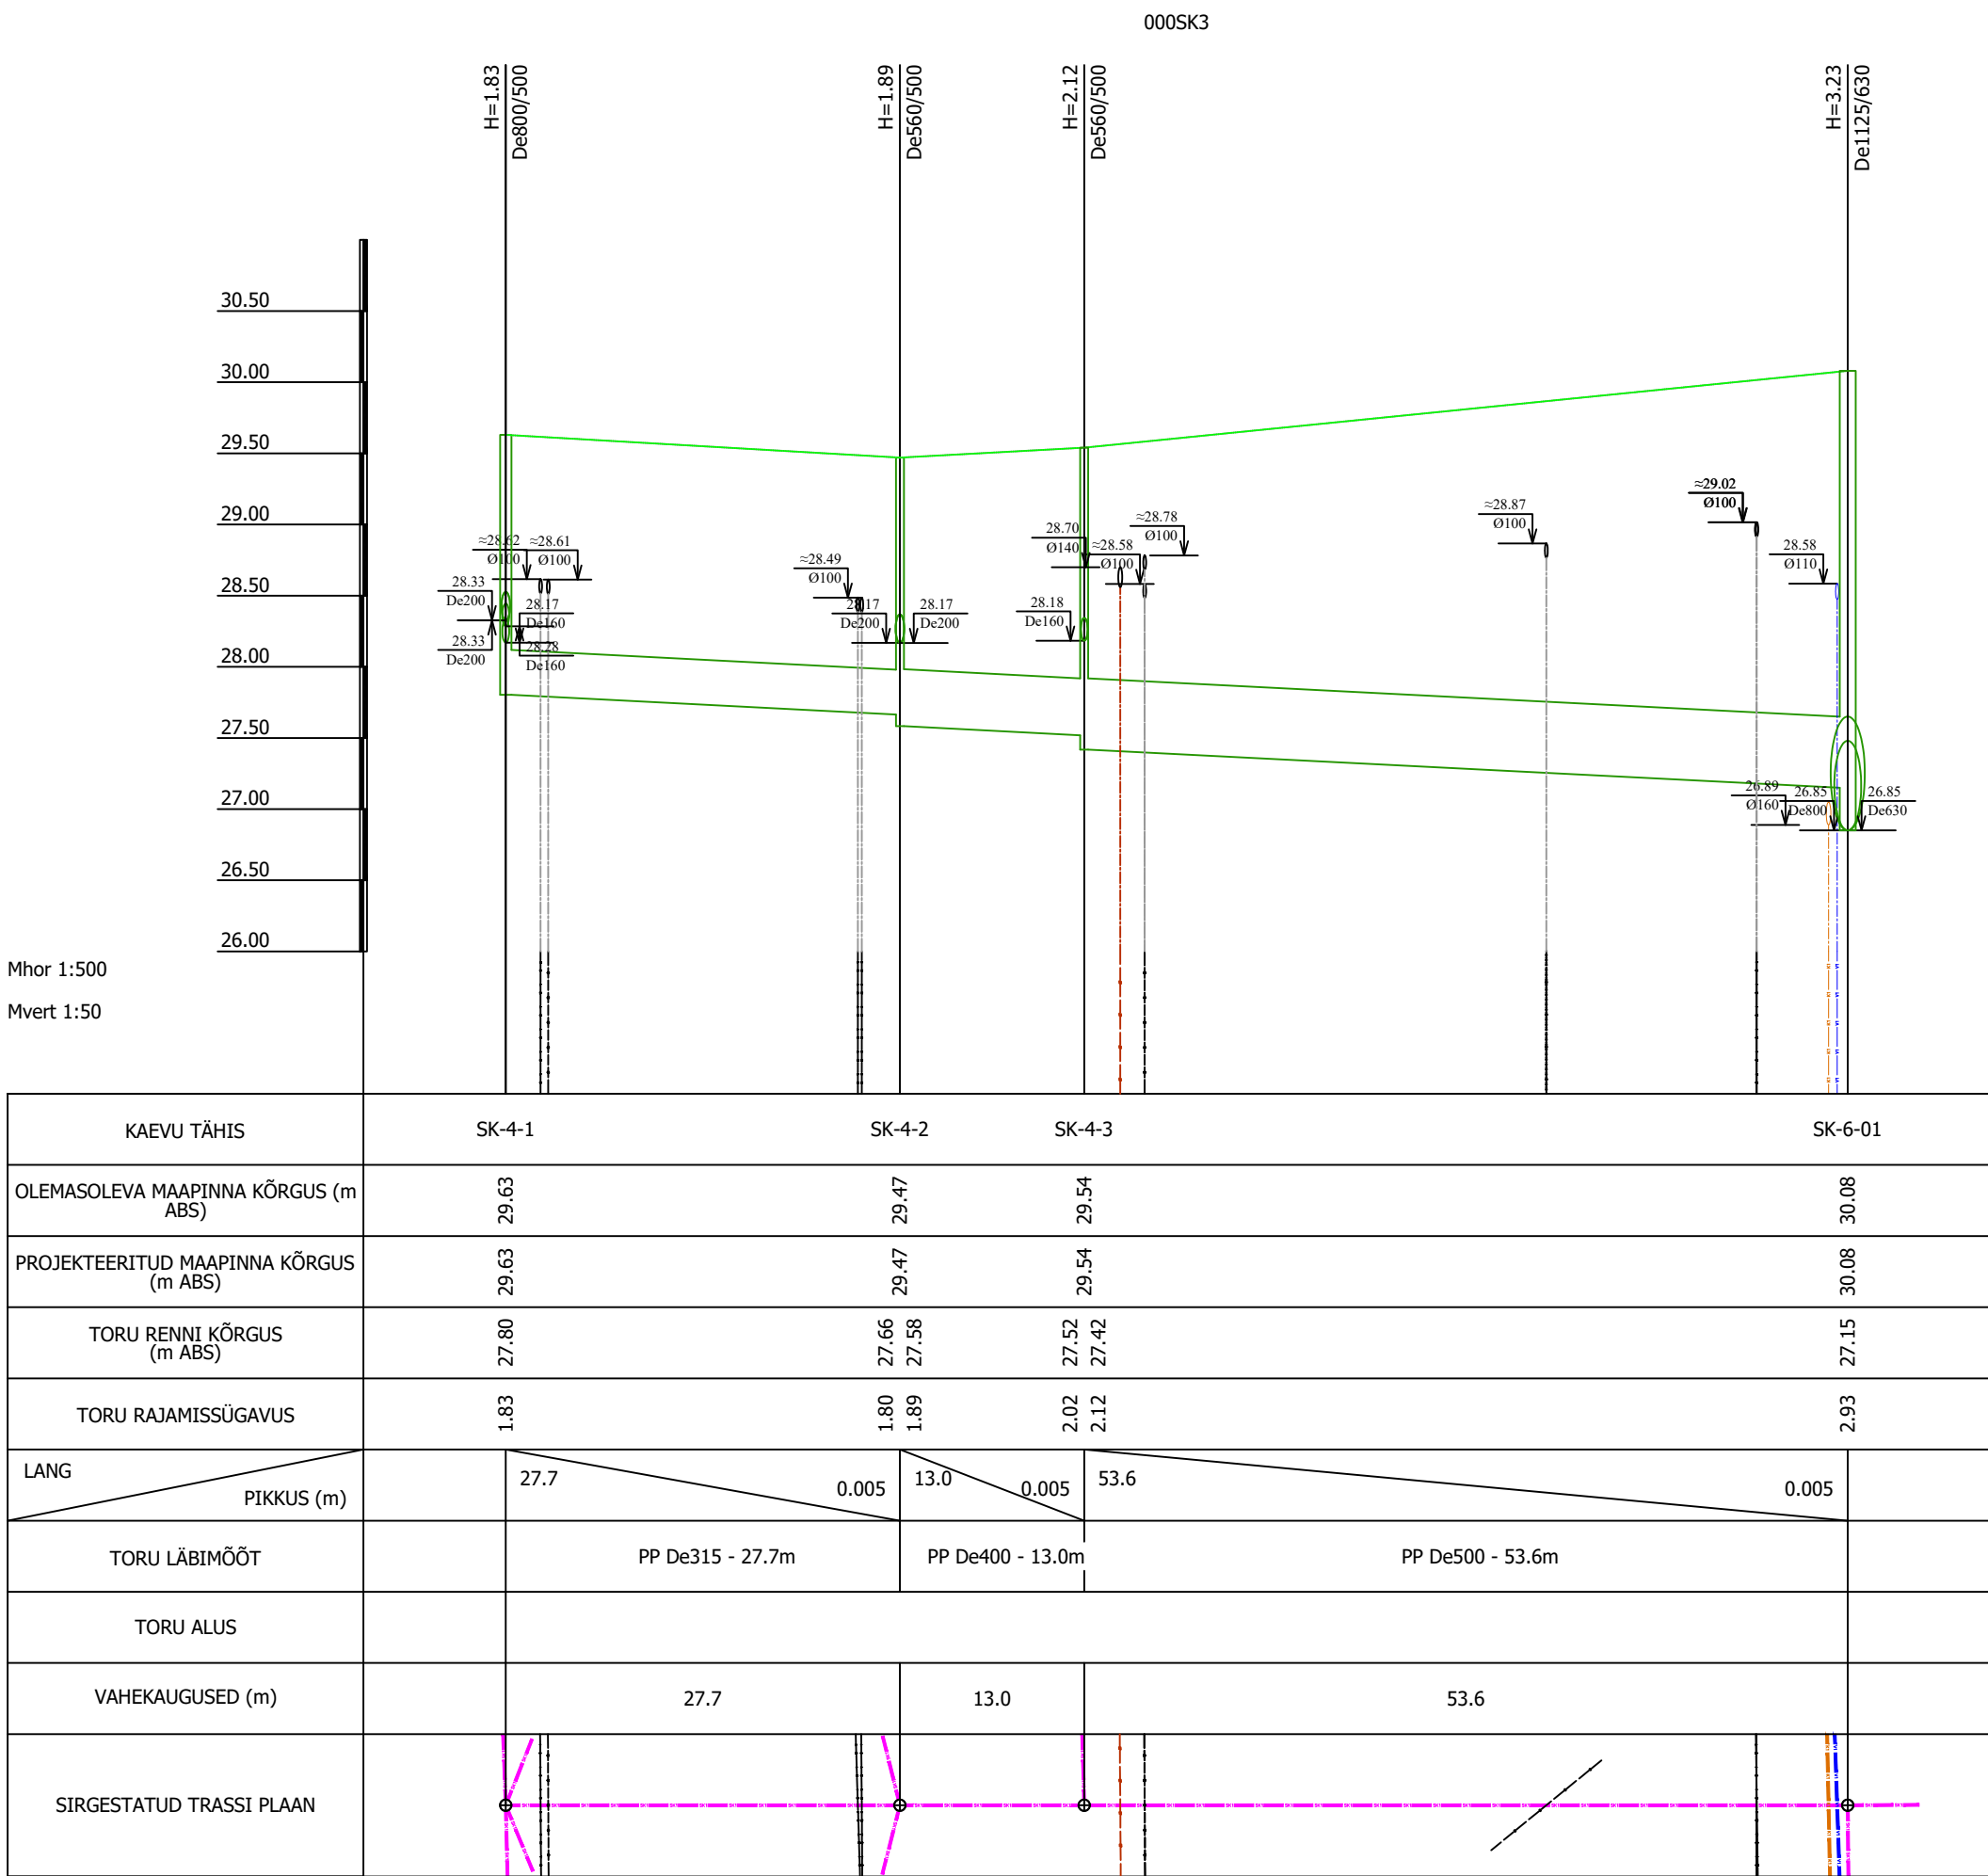 000SK3
H=1.83
De800/500
H=1.89
De560/500
H=2.12
De560/500
H=3.23
De1125/630
30.50
30.00
29.50
29.00
28.50
28.00
27.50
27.00
26.50
26.00
≈28.62
Ø100
≈28.61
Ø100
28.33
De200
28.33
De200
28.17
De160
28.28
De160
≈28.49
Ø100
28.17
De200
28.17
De200
28.70
Ø140
≈28.58
Ø100
≈28.78
Ø100
28.18
De160
≈28.87
Ø100
≈29.02
Ø100
28.58
Ø110
26.89
Ø160
26.85
De800
26.85
De630
Mhor 1:500
Mvert 1:50
KAEVU TÄHIS
SK-4-1
SK-4-2
SK-4-3
SK-6-01
OLEMASOLEVA MAAPINNA KÕRGUS (m
ABS)
29.63
29.47
29.54
30.08
PROJEKTEERITUD MAAPINNA KÕRGUS
(m ABS)
29.63
29.47
29.54
30.08
TORU RENNI KÕRGUS
(m ABS)
27.80
27.66
27.58
27.52
27.42
27.15
TORU RAJAMISSÜGAVUS
1.83
1.80
1.89
2.02
2.12
2.93
LANG
PIKKUS (m)
27.7
0.005
13.0
0.005
53.6
0.005
TORU LÄBIMÕÕT
PP De315 - 27.7m
PP De400 - 13.0m
PP De500 - 53.6m
TORU ALUS
VAHEKAUGUSED (m)
27.7
13.0
53.6
SIRGESTATUD TRASSI PLAAN